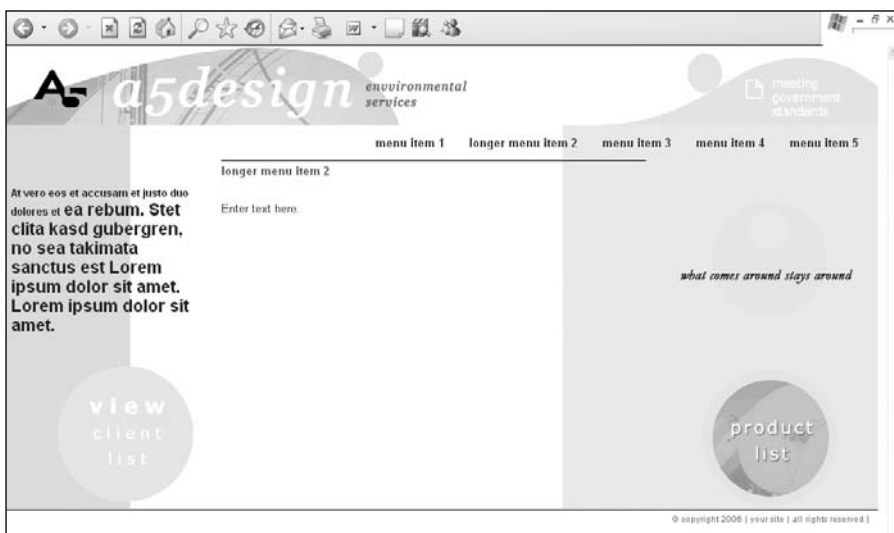 A5
a5design
envvironmental
services
meeting
government
standards
menu item 1 longer menu item 2 menu item 3 menu item 4 menu item 5
longer menu item 2
At vero eos et accusam et justo duo
dolores et ea rebum. Stet
clita kasd gubergren,
no sea takimata
sanctus est Lorem
ipsum dolor sit amet.
Lorem ipsum dolor sit
amet.
Enter text here.
what comes around stays around
view
client
list
product
list
© copyright 2006 | your site | all rights reserved |